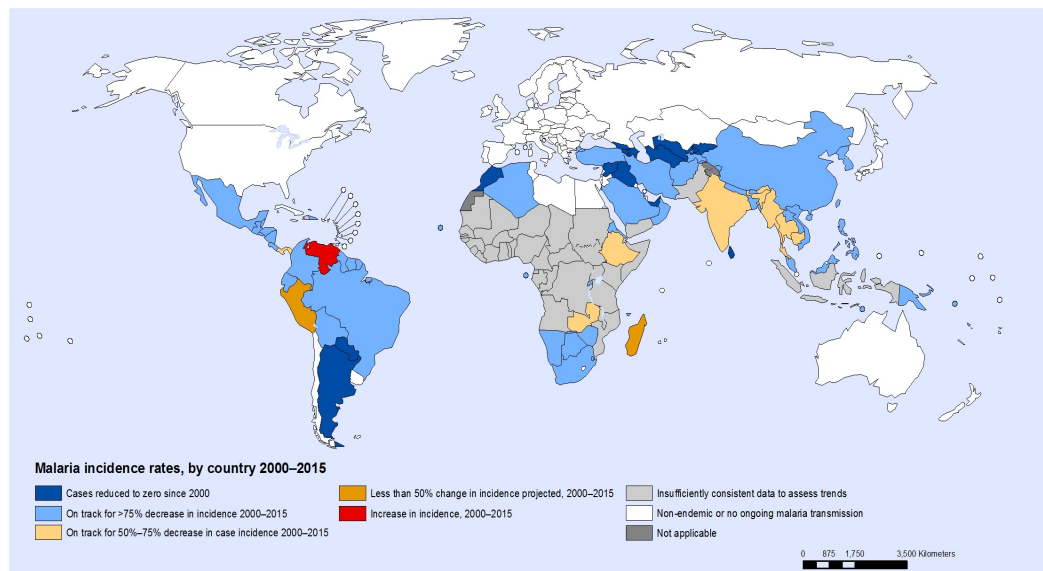 Malaria incidence rates, by country 2000–2015
Cases reduced to zero since 2000
On track for >75% decrease in incidence 2000–2015
On track for 50%–75% decrease in case incidence 2000–2015
Less than 50% change in incidence projected, 2000–2015
Increase in incidence, 2000–2015
Insufficiently consistent data to assess trends
Non-endemic or no ongoing malaria transmission
Not applicable
0 875 1,750 3,500 Kilometers